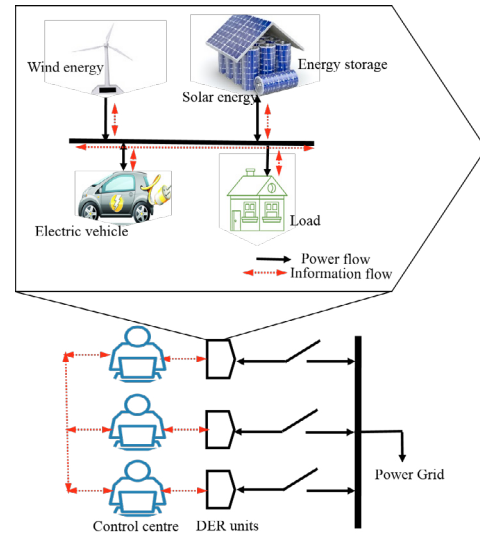 Wind energy
Energy storage
Solar energy
Electric vehicle
Load
Power flow
Information flow
Power Grid
Control centre
DER units